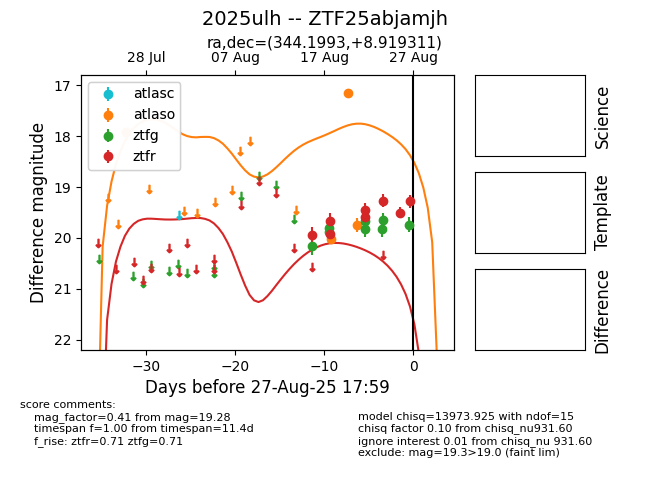 2025ulh -- ZTF25abjamjh
ra,dec=(344.1993,+8.919311)
28 Jul 07 Aug 17 Aug 27 Aug
17
18
19
20
21
22
Difference magnitude
atlasc
atlaso
ztfg
ztfr
−30 −20 −10 0
Days before 27-Aug-25 17:59
Science
Template
Difference
score comments:
mag_factor=0.41 from mag=19.28
timespan f=1.00 from timespan=11.4d
f_rise: ztfr=0.71 ztfg=0.71
model chisq=13973.925 with ndof=15
chisq factor 0.10 from chisq_nu931.60
ignore interest 0.01 from chisq_nu 931.60
exclude: mag=19.3>19.0 (faint lim)